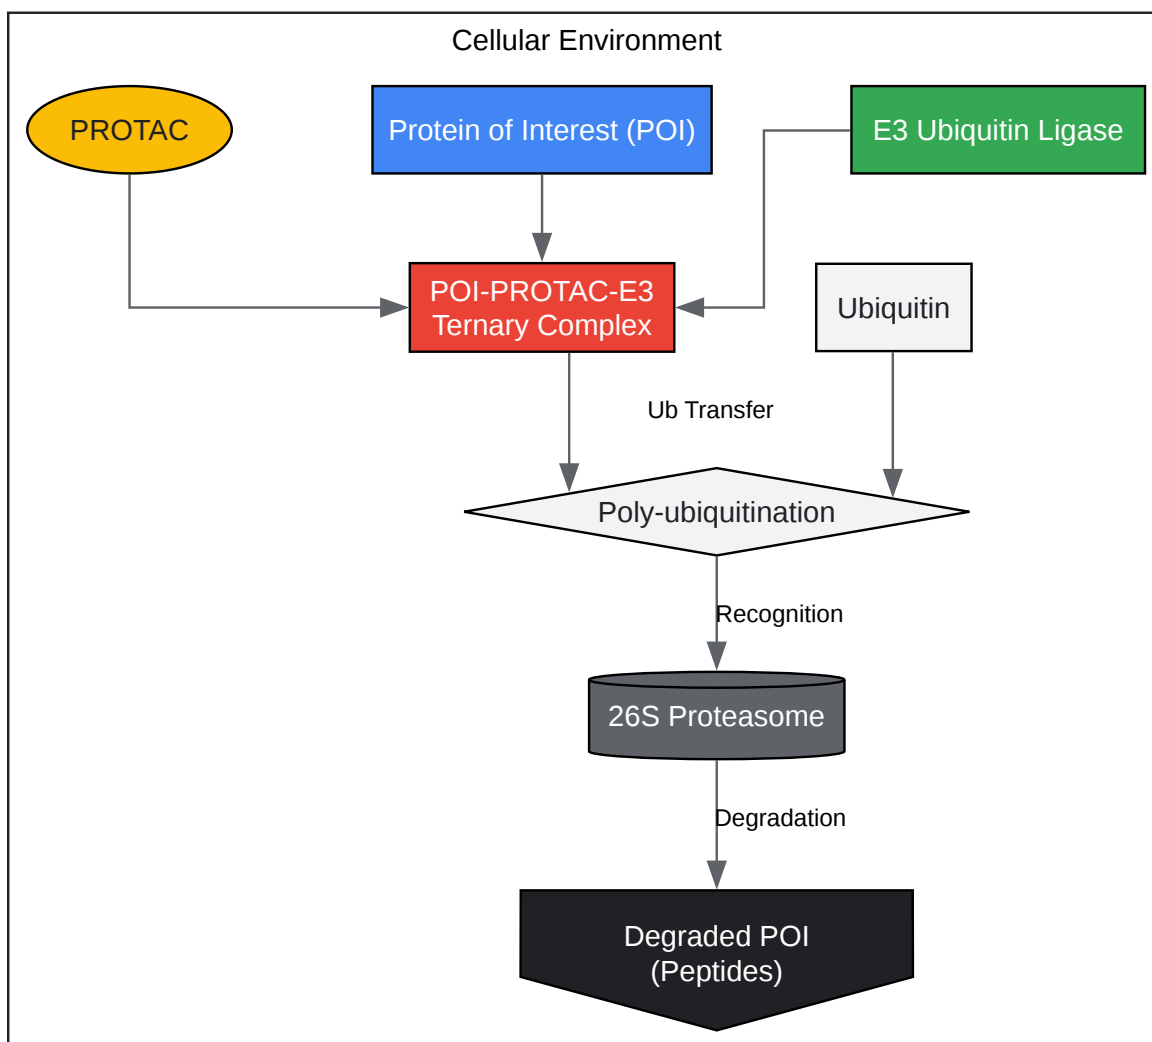 Cellular Environment
PROTAC
Protein of Interest (POI)
E3 Ubiquitin Ligase
POI-PROTAC-E3
Ternary Complex
Ubiquitin
Ub Transfer
Poly-ubiquitination
Recognition
26S Proteasome
Degradation
Degraded POI
(Peptides)